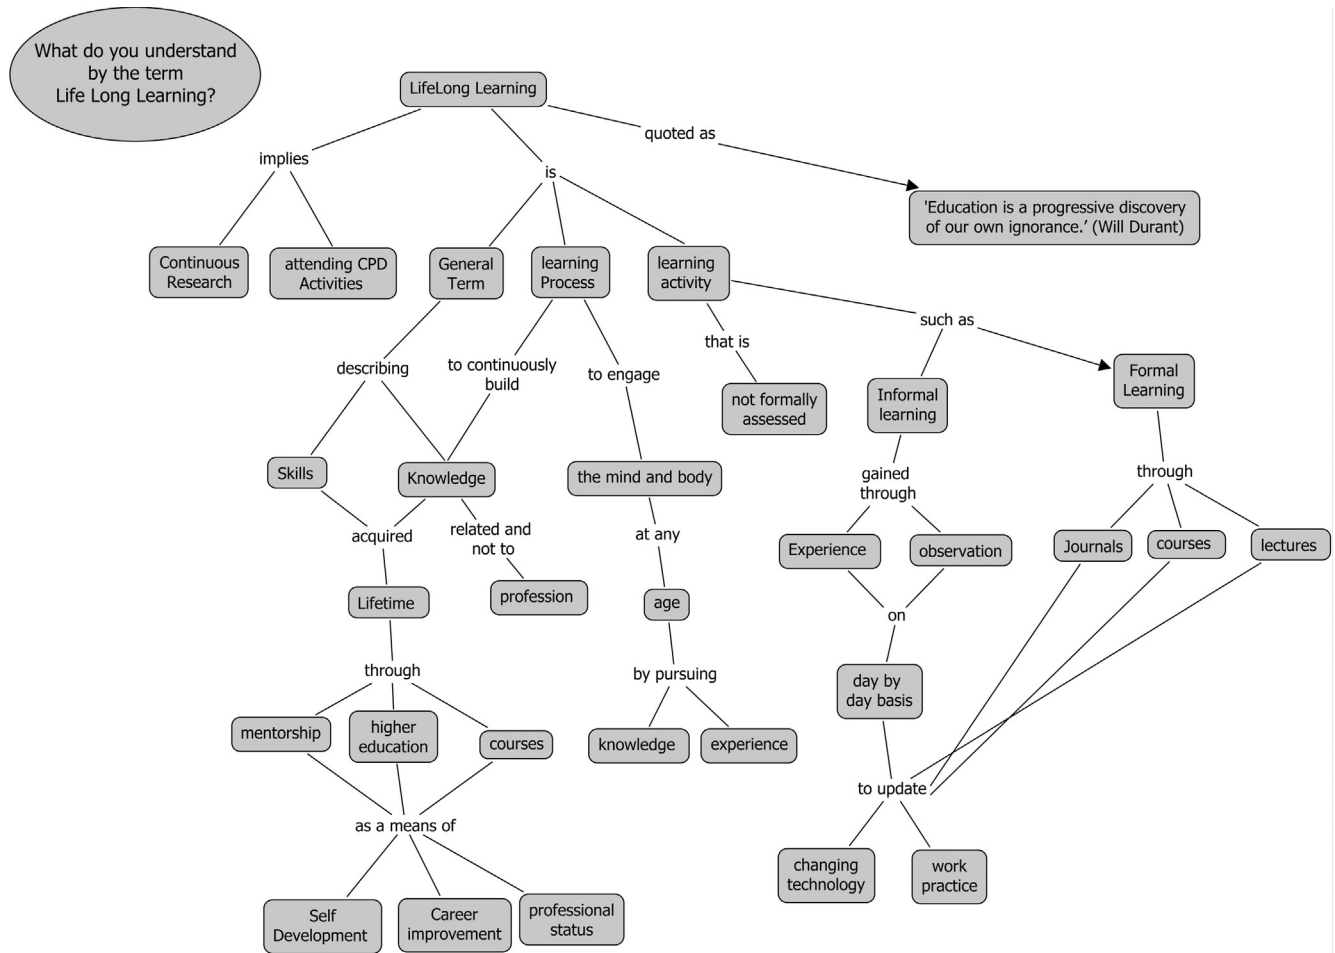 What do you understand
by the term
Life Long Learning?
LifeLong Learning
quoted as
implies
is
'Education is a progressive discovery
of our own ignorance.' (Will Durant)
Continuous
Research
attending CPD
Activities
General
Term
learning
Process
learning
activity
such as
that is
describing
to continuously
build
to engage
not formally
assessed
Informal
learning
Formal
Learning
Skills
Knowledge
the mind and body
gained
through
through
acquired
related and
not to
at any
Experience
observation
Journals
courses
lectures
Lifetime
profession
age
on
through
by pursuing
day by
day basis
mentorship
higher
education
courses
knowledge
experience
to update
as a means of
changing
technology
work
practice
Self
Development
Career
improvement
professional
status